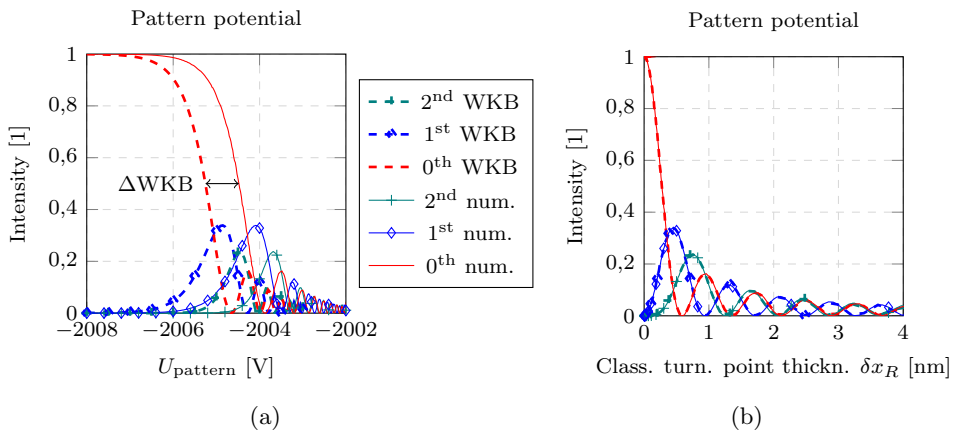 Pattern potential
1
0,8
0,6
0,4
0,2
0
Intensity [1]
ΔWKB
−2008
−2006
−2004
−2002
U_pattern [V]
(a)
2nd WKB
1st WKB
0th WKB
2nd num.
1st num.
0th num.
Pattern potential
1
0,8
0,6
0,4
0,2
0
Intensity [1]
0
1
2
3
4
Class. turn. point thickn. δx_R [nm]
(b)